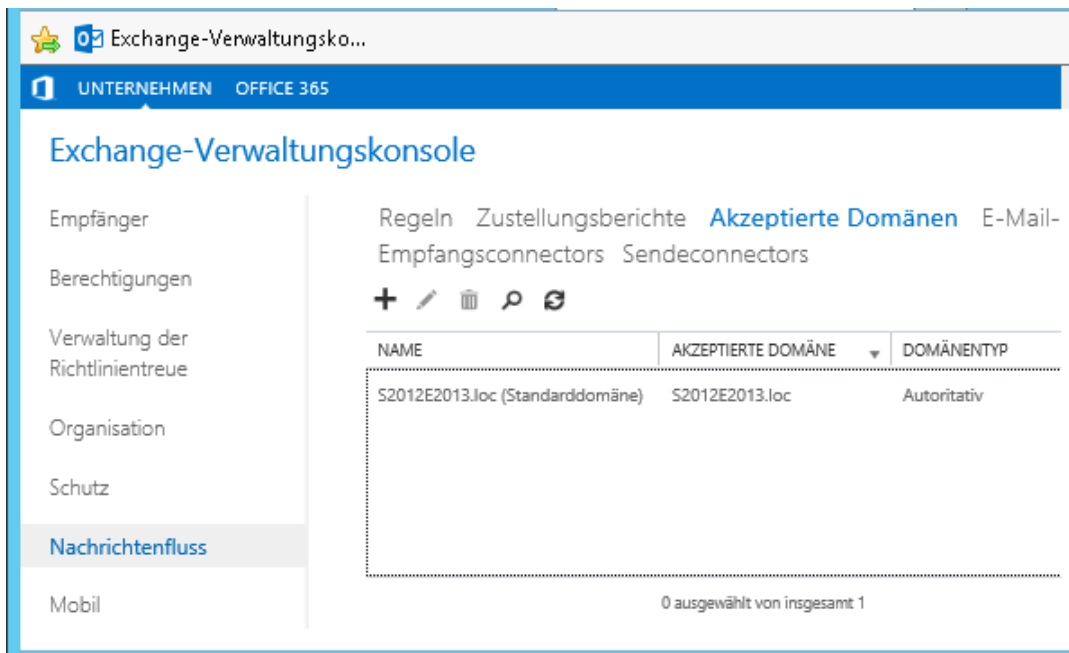 Exchange-Verwaltungsko...
UNTERNEHMEN OFFICE 365
Exchange-Verwaltungskonsole
Empfänger
Berechtigungen
Verwaltung der
Richtlinientreue
Organisation
Schutz
Nachrichtenfluss
Mobil
Regeln Zustellungsberichte Akzeptierte Domänen E-Mail-
Empfangsconnectors Sendeconnectors
NAME AKZEPTIERTE DOMÄNE DOMÄNENTYP
S2012E2013.loc (Standarddomäne) S2012E2013.loc Autoritativ
0 ausgewählt von insgesamt 1